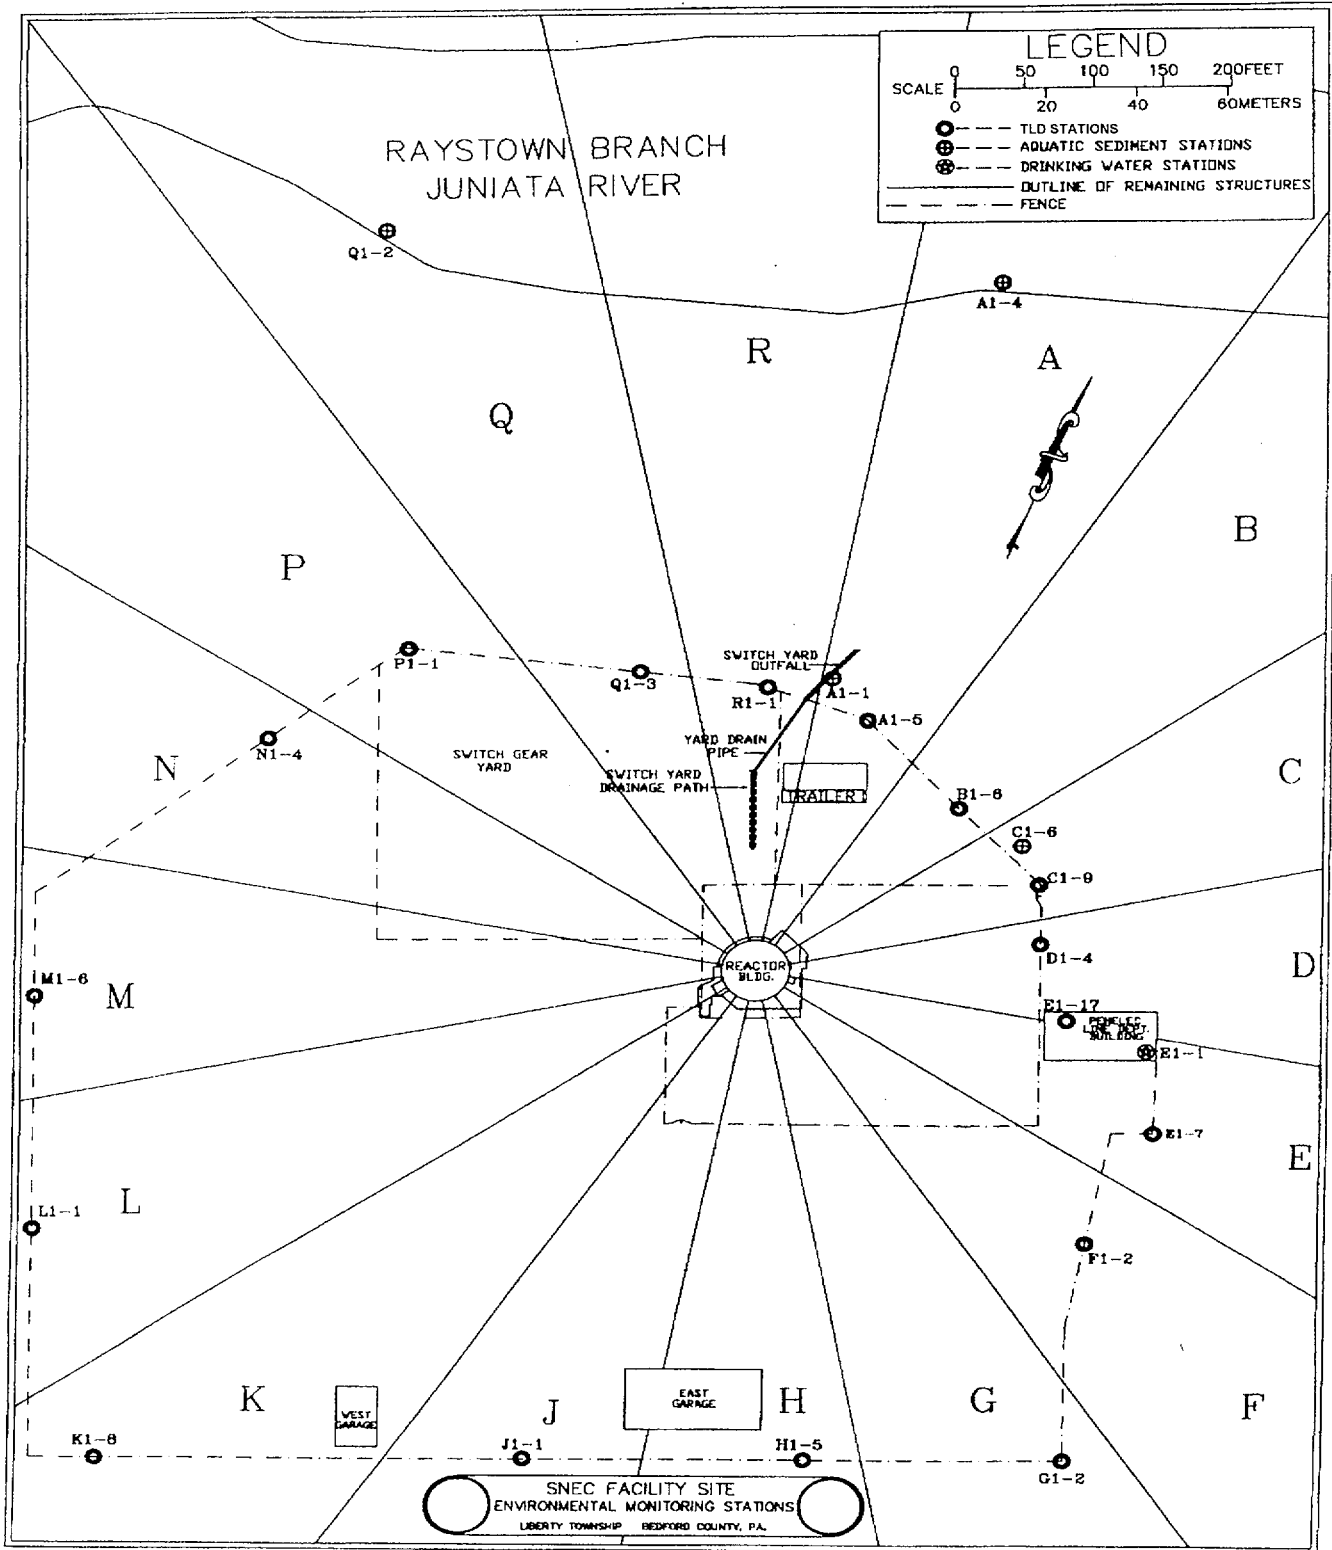 LEGEND
0 50 100 150 200FEET
SCALE
0 20 40 60METERS
TLD STATIONS
AQUATIC SEDIMENT STATIONS
DRINKING WATER STATIONS
OUTLINE OF REMAINING STRUCTURES
FENCE
RAYSTOWN BRANCH
JUNIATA RIVER
Q1-2
A1-4
R
A
Q
B
P
P1-1
SWITCH YARD
OUTFALL
Q1-3
R1-1
A1-1
A1-5
N1-4
N
SWITCH GEAR
YARD
YARD DRAIN
PIPE
SWITCH YARD
DRAINAGE PATH
TRAILER
C
B1-6
C1-6
C1-9
D1-4
D
REACTOR
BLDG.
M1-6
M
E1-17
PENELEC
LINE DEPT.
BUILDING
E1-1
E1-7
E
L1-1
L
F1-2
K
WEST
GARAGE
J
EAST
GARAGE
H
G
F
K1-8
J1-1
H1-5
G1-2
SNEC FACILITY SITE
ENVIRONMENTAL MONITORING STATIONS
LIBERTY TOWNSHIP BEDFORD COUNTY, PA.